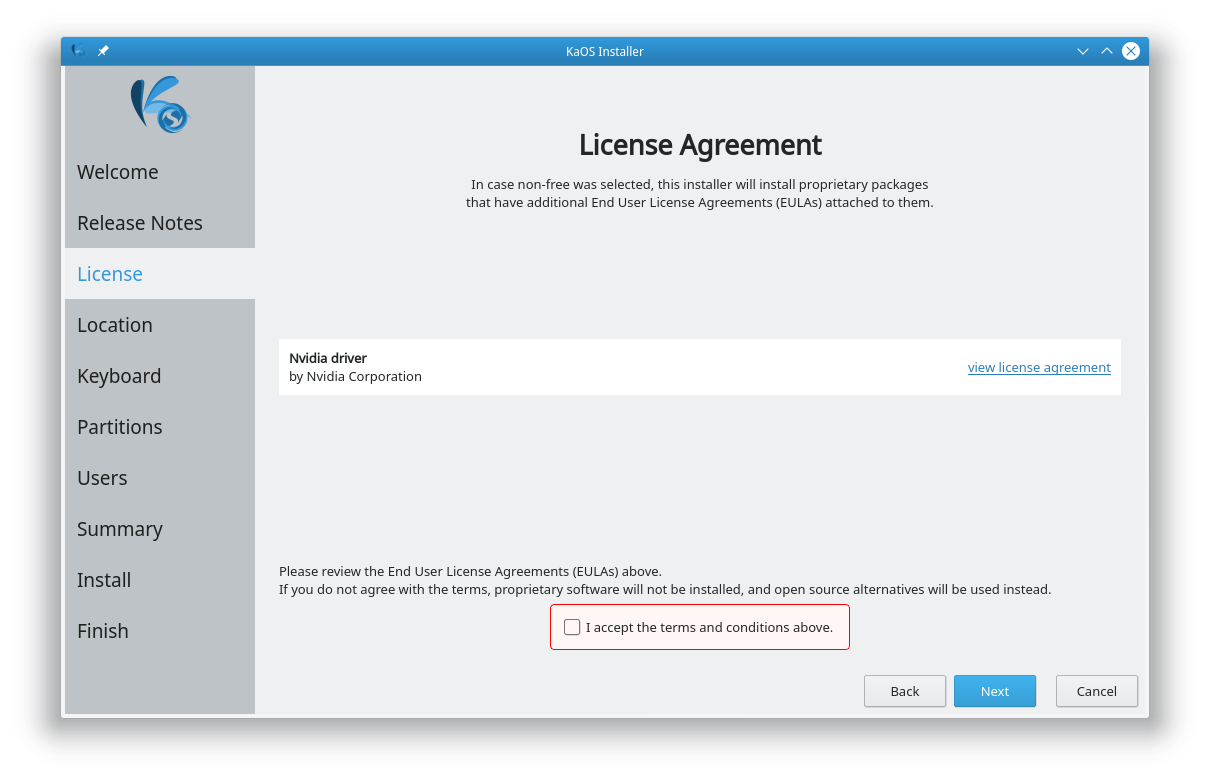 KaOS Installer
Welcome
Release Notes
License
Location
Keyboard
Partitions
Users
Summary
Install
Finish
License Agreement
In case non-free was selected, this installer will install proprietary packages
that have additional End User License Agreements (EULAs) attached to them.
Nvidia driver
by Nvidia Corporation
view license agreement
Please review the End User License Agreements (EULAs) above.
If you do not agree with the terms, proprietary software will not be installed, and open source alternatives will be used instead.
I accept the terms and conditions above.
Back
Next
Cancel